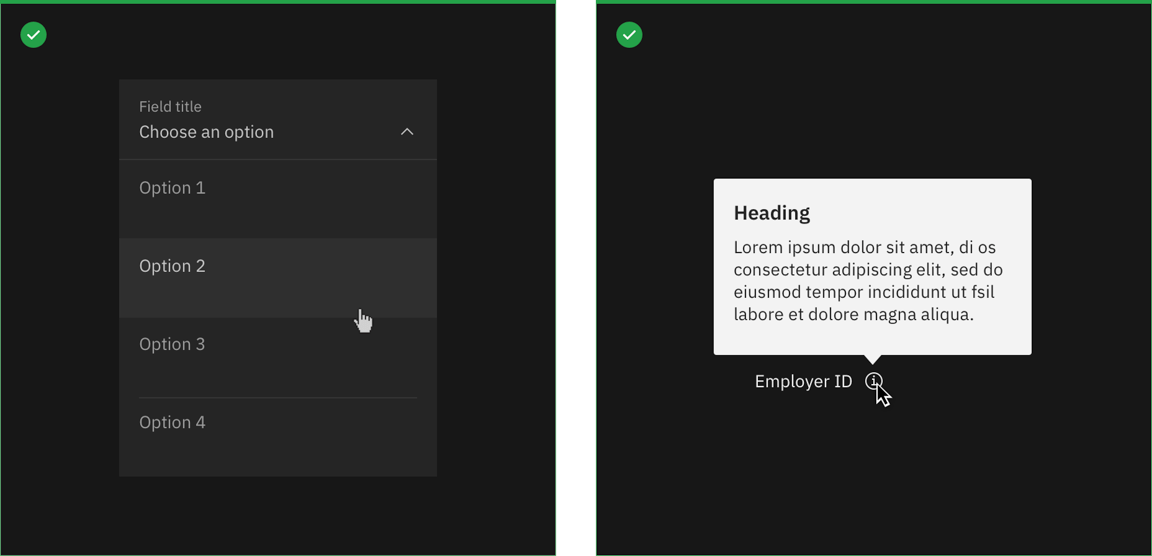 Field title
Choose an option
Option 1
Option 2
Option 3
Option 4
Heading
Lorem ipsum dolor sit amet, di os
consectetur adipiscing elit, sed do
eiusmod tempor incididunt ut fsil
labore et dolore magna aliqua.
Employer ID